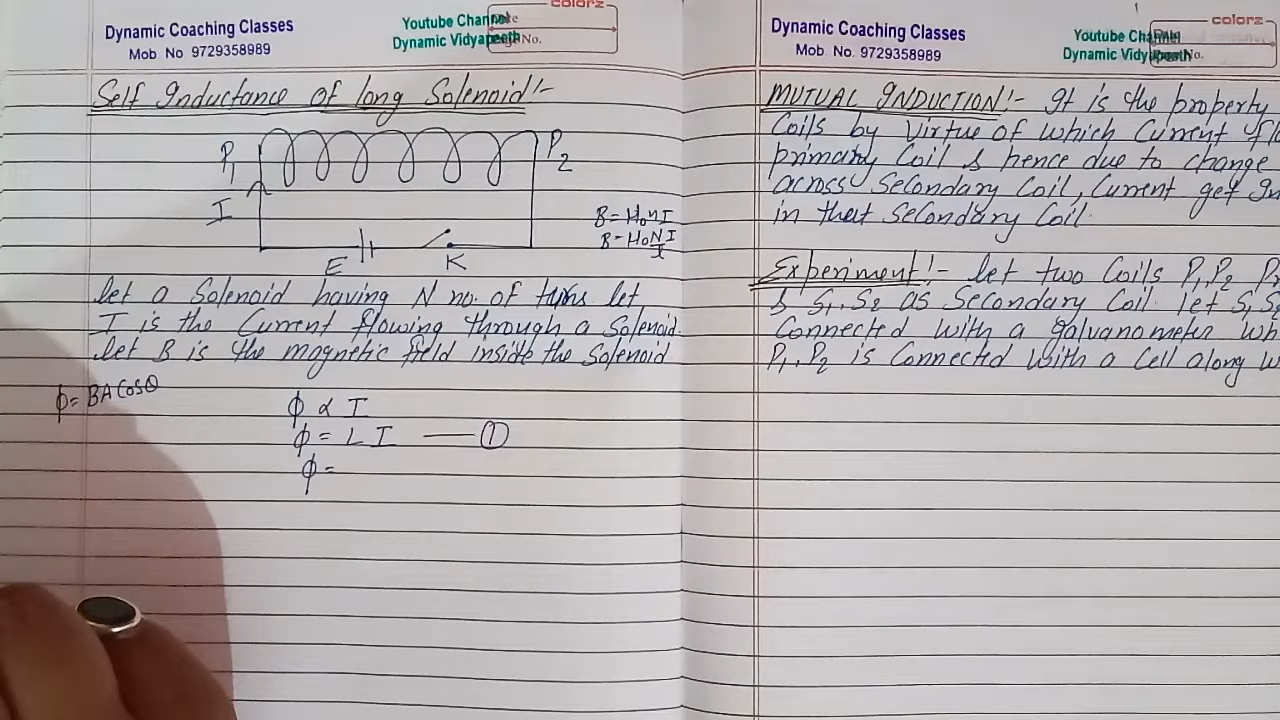 Dynamic Coaching Classes
Mob. No 9729358989
Youtube Channel
Dynamic Vidyapeeth
colorz
Self Inductance of long Solenoid:-
P1
P2
I
E
K
B=μ0nI
B=μ0NI
l
let a Solenoid having N no. of turns let
I is the Current flowing through a Solenoid.
let B is the magnetic field inside the Solenoid
ϕ= BA Cosθ
ϕ ∝ I
ϕ = L I —— ①
ϕ =
Dynamic Coaching Classes
Mob. No 9729358989
Youtube Channel
Dynamic Vidyapeeth
colorz
MUTUAL INDUCTION:- It is the property
Coils by Virtue of which Current
primary Coil & hence due to change
across Secondary Coil, Current get
in that Secondary Coil.
Experiment:- let two Coils P1,P2
& S1,S2 as Secondary Coil. let S1
Connected with a galvanometer
P1,P2 is Connected with a Cell along